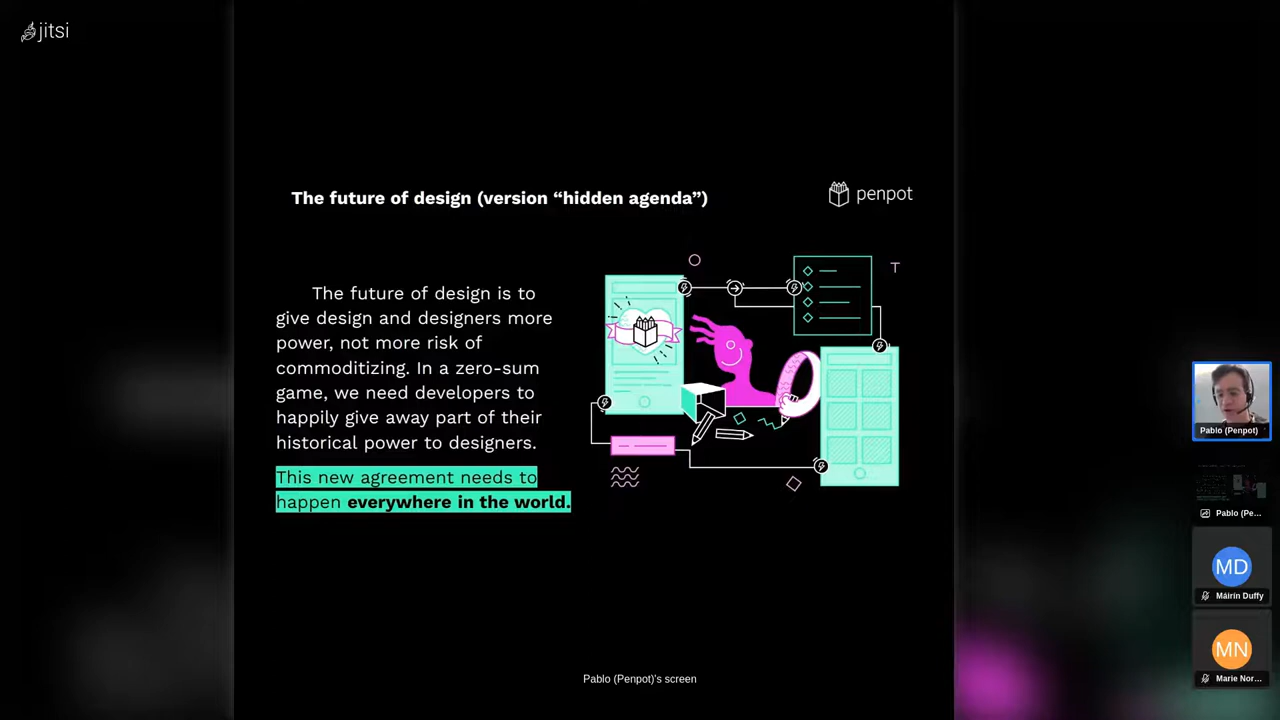 jitsi
The future of design (version “hidden agenda”)
penpot
The future of design is to
give design and designers more
power, not more risk of
commoditizing. In a zero-sum
game, we need developers to
happily give away part of their
historical power to designers.
This new agreement needs to
happen everywhere in the world.
T
Pablo (Penpot)
Pablo (Pe...
MD
Máirín Duffy
MN
Marie Nor...
Pablo (Penpot)'s screen